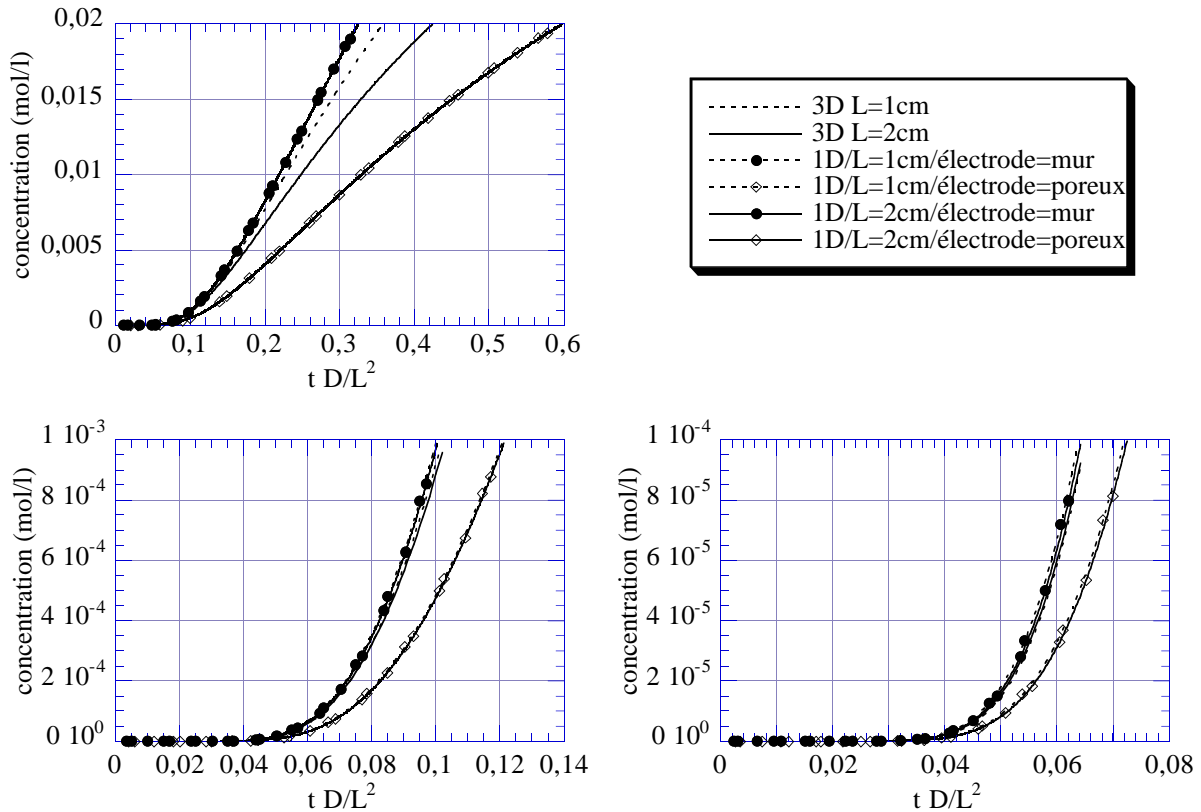 0,02
0,015
0,01
0,005
0
concentration (mol/l)
0 0,1 0,2 0,3 0,4 0,5 0,6
t D/L²
3D L=1cm
3D L=2cm
1D/L=1cm/électrode=mur
1D/L=1cm/électrode=poreux
1D/L=2cm/électrode=mur
1D/L=2cm/électrode=poreux
1 10⁻³
8 10⁻⁴
6 10⁻⁴
4 10⁻⁴
2 10⁻⁴
0 10⁰
concentration (mol/l)
0 0,02 0,04 0,06 0,08 0,1 0,12 0,14
t D/L²
1 10⁻⁴
8 10⁻⁵
6 10⁻⁵
4 10⁻⁵
2 10⁻⁵
0 10⁰
concentration (mol/l)
0 0,02 0,04 0,06 0,08
t D/L²